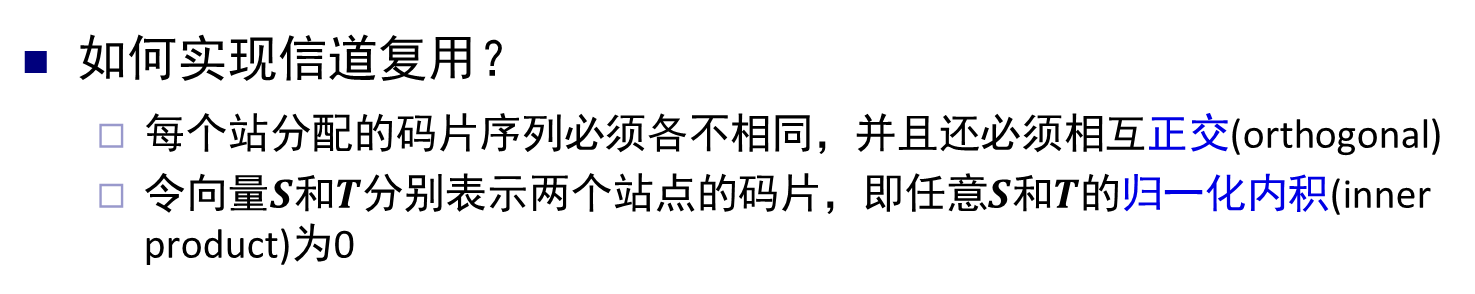 如何实现信道复用？
每个站分配的码片序列必须各不相同，并且还必须相互正交(orthogonal)
令向量S和T分别表示两个站点的码片，即任意S和T的归一化内积(inner
product)为0